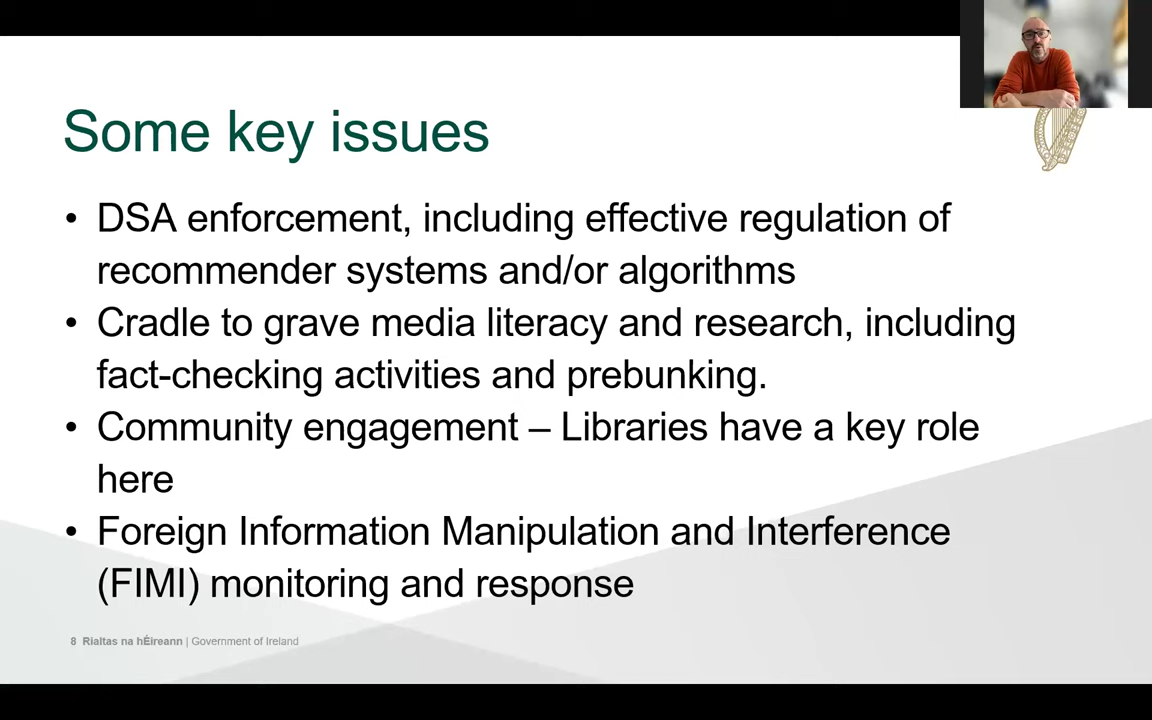 Some key issues
• DSA enforcement, including effective regulation of
recommender systems and/or algorithms
• Cradle to grave media literacy and research, including
fact-checking activities and prebunking.
• Community engagement – Libraries have a key role
here
• Foreign Information Manipulation and Interference
(FIMI) monitoring and response
8 Rialtas na hÉireann | Government of Ireland